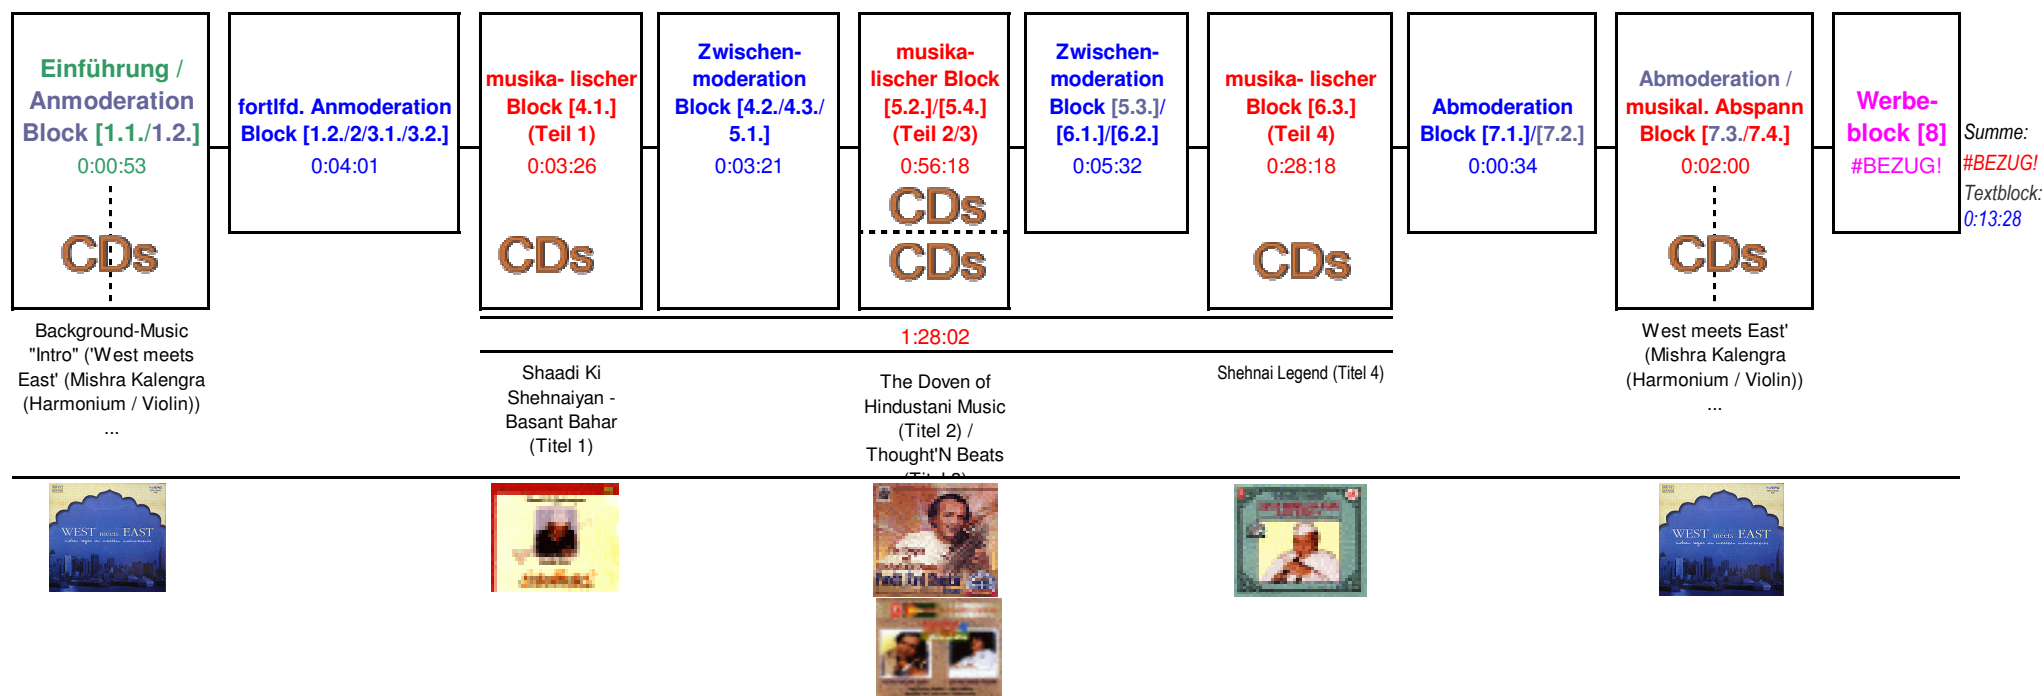 Einführung /
Anmoderation
Block [1.1./1.2.]
0:00:53
CDs
fortlfd. Anmoderation
Block [1.2./2/3.1./3.2.]
0:04:01
musika- lischer
Block [4.1.]
(Teil 1)
0:03:26
CDs
Zwischen-
moderation
Block [4.2./4.3./
5.1.]
0:03:21
musika-
lischer Block
[5.2.]/[5.4.]
(Teil 2/3)
0:56:18
CDs
CDs
Zwischen-
moderation
Block [5.3.]/
[6.1.]/[6.2.]
0:05:32
musika- lischer
Block [6.3.]
(Teil 4)
0:28:18
CDs
Abmoderation
Block [7.1.]/[7.2.]
0:00:34
Abmoderation /
musikal. Abspann
Block [7.3./7.4.]
0:02:00
CDs
Werbe-
block [8]
#BEZUG!
Summe:
#BEZUG!
Textblock:
0:13:28
1:28:02
Background-Music
"Intro" ('West meets
East' (Mishra Kalengra
(Harmonium / Violin))
...
Shaadi Ki
Shehnaiyan -
Basant Bahar
(Titel 1)
The Doven of
Hindustani Music
(Titel 2) /
Thought'N Beats
Shehnai Legend (Titel 4)
West meets East'
(Mishra Kalengra
(Harmonium / Violin))
...
WEST meets EAST
WEST meets EAST